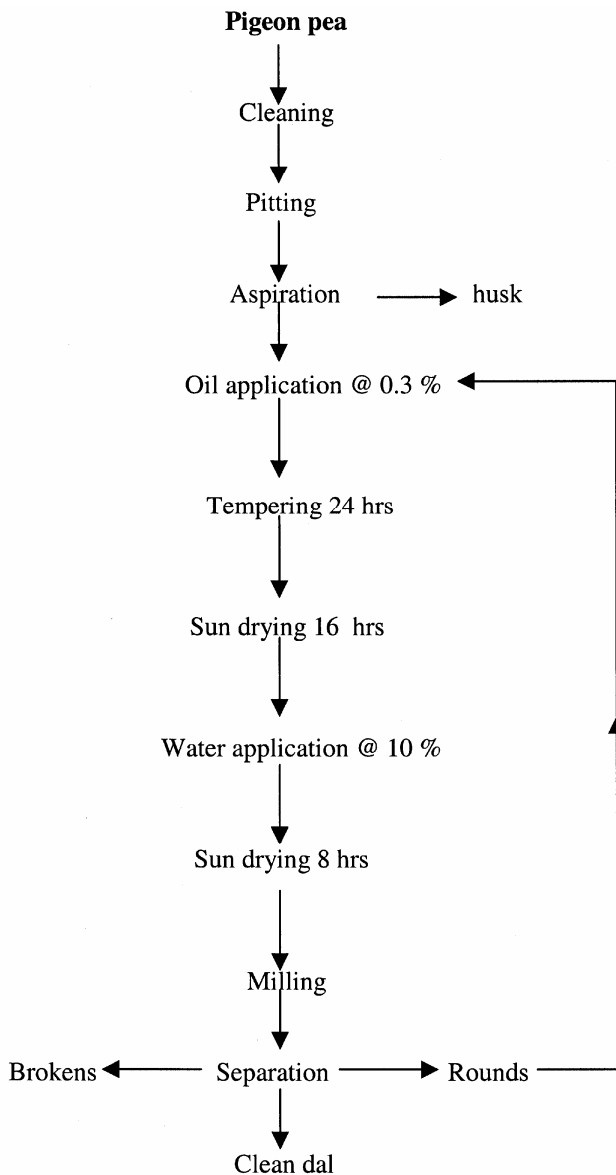 Pigeon pea
Cleaning
Pitting
Aspiration husk
Oil application @ 0.3 %
Tempering 24 hrs
Sun drying 16 hrs
Water application @ 10 %
Sun drying 8 hrs
Milling
Brokens Separation Rounds
Clean dal